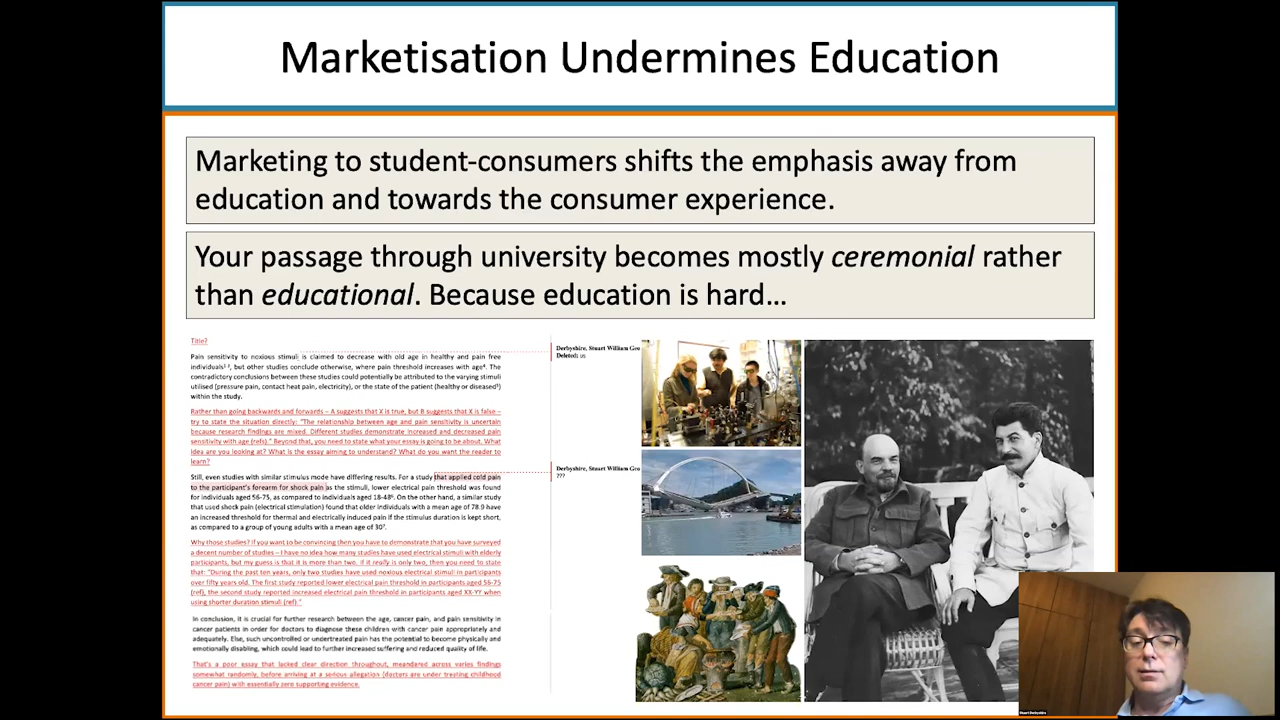 Marketisation Undermines Education
Marketing to student-consumers shifts the emphasis away from
education and towards the consumer experience.
Your passage through university becomes mostly ceremonial rather
than educational. Because education is hard...
Title?
Pain sensitivity to noxious stimuli is claimed to decrease with old age in healthy and pain free
individuals1-3, but other studies conclude otherwise, where pain threshold increases with age4. The
contradictory conclusions between these studies could potentially be attributed to the varying stimuli
utilised (pressure pain, contact heat pain, electricity), or the state of the patient (healthy or diseased5)
within the study.
Rather than going backwards and forwards – A suggests that X is true, but B suggests that X is false –
try to state the situation directly: "The relationship between age and pain sensitivity is uncertain
because research findings are mixed. Different studies demonstrate increased and decreased pain
sensitivity with age (refs)." Beyond that, you need to state what your essay is going to be about. What
idea are you looking at? What is the essay aiming to understand? What do you want the reader to
learn?
Still, even studies with similar stimulus mode have differing results. For a study that applied cold pain
to the participant's forearm for shock pain as the stimuli, lower electrical pain threshold was found
for individuals aged 56-75, as compared to individuals aged 18-486. On the other hand, a similar study
that used shock pain (electrical stimulation) found that older individuals with a mean age of 78.9 have
an increased threshold for thermal and electrically induced pain if the stimulus duration is kept short,
as compared to a group of young adults with a mean age of 307.
Why those studies? If you want to be convincing then you have to demonstrate that you have surveyed
a decent number of studies – I have no idea how many studies have used electrical stimuli with elderly
participants, but my guess is that it is more than two. If it really is only two, then you need to state
that: "During the past ten years, only two studies have used noxious electrical stimuli in participants
over fifty years old. The first study reported lower electrical pain threshold in participants aged 56-75
(ref), the second study reported increased electrical pain threshold in participants aged XX-YY when
using shorter duration stimuli (ref)."
In conclusion, it is crucial for further research between the age, cancer pain, and pain sensitivity in
cancer patients in order for doctors to diagnose these children with cancer pain appropriately and
adequately. Else, such uncontrolled or undertreated pain has the potential to become physically and
emotionally disabling, which could lead to further increased suffering and reduced quality of life.
That's a poor essay that lacked clear direction throughout, meandered across varies findings
somewhat randomly, before arriving at a serious allegation (doctors are under treating childhood
cancer pain) with essentially zero supporting evidence.
Derbyshire, Stuart William Geo
Deleted: us
Derbyshire, Stuart William Geo
???
Stuart Derbyshire